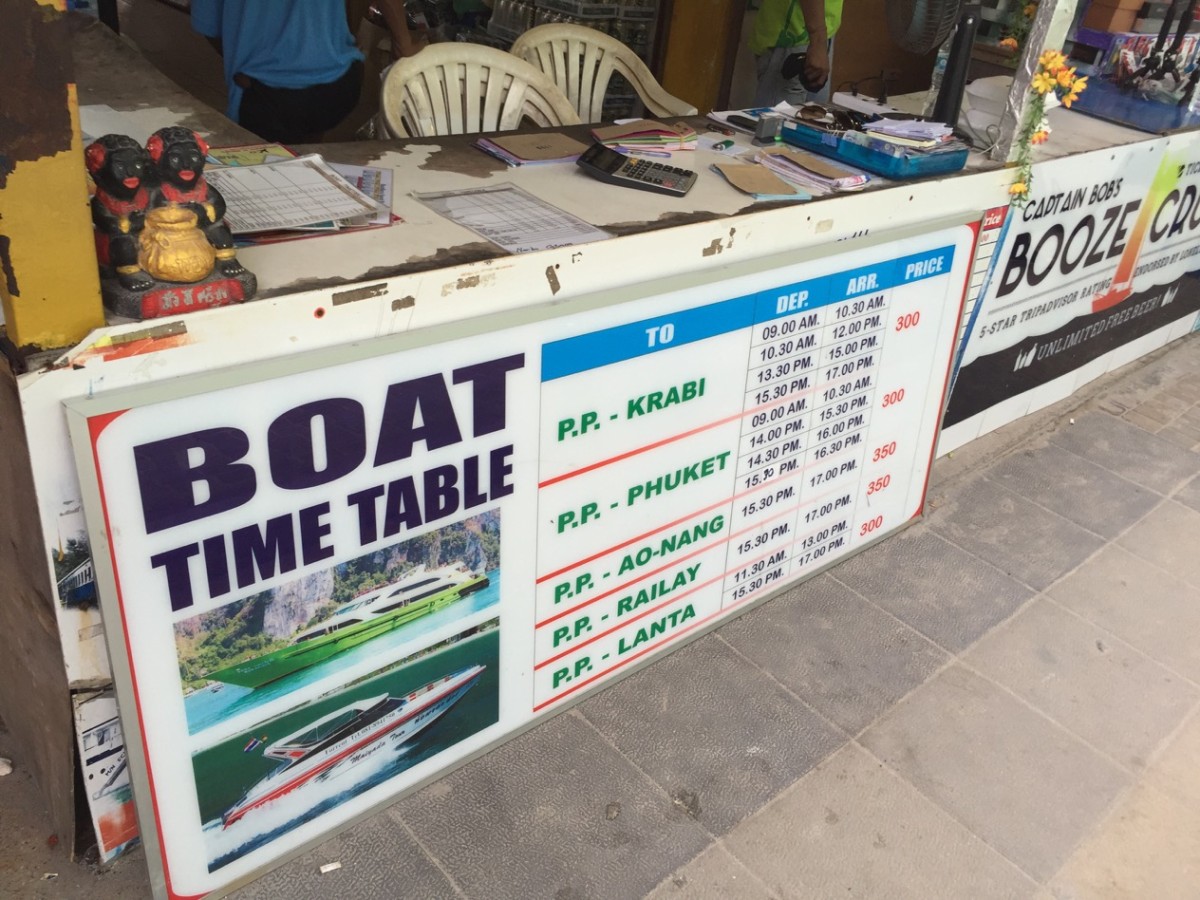 BOAT
TIME TABLE
TO DEP. ARR. PRICE
P.P. - KRABI
09.00 AM. 10.30 AM.
10.30 AM. 12.00 PM.
13.30 PM. 15.00 PM.
15.30 PM. 17.00 PM.
300
P.P. - PHUKET
09.00 AM. 10.30 AM.
14.00 PM. 15.30 PM.
14.30 PM. 16.00 PM.
15.30 PM. 16.30 PM.
300
P.P. - AO-NANG 15.30 PM. 17.00 PM. 350
P.P. - RAILAY 15.30 PM. 17.00 PM. 350
P.P. - LANTA
11.30 AM. 13.00 PM.
15.30 PM. 17.00 PM.
300
CAPTAIN BOB'S
BOOZE
5-STAR TRIPADVISOR RATING
ENDORSED BY
UNLIMITED FREE BEER!